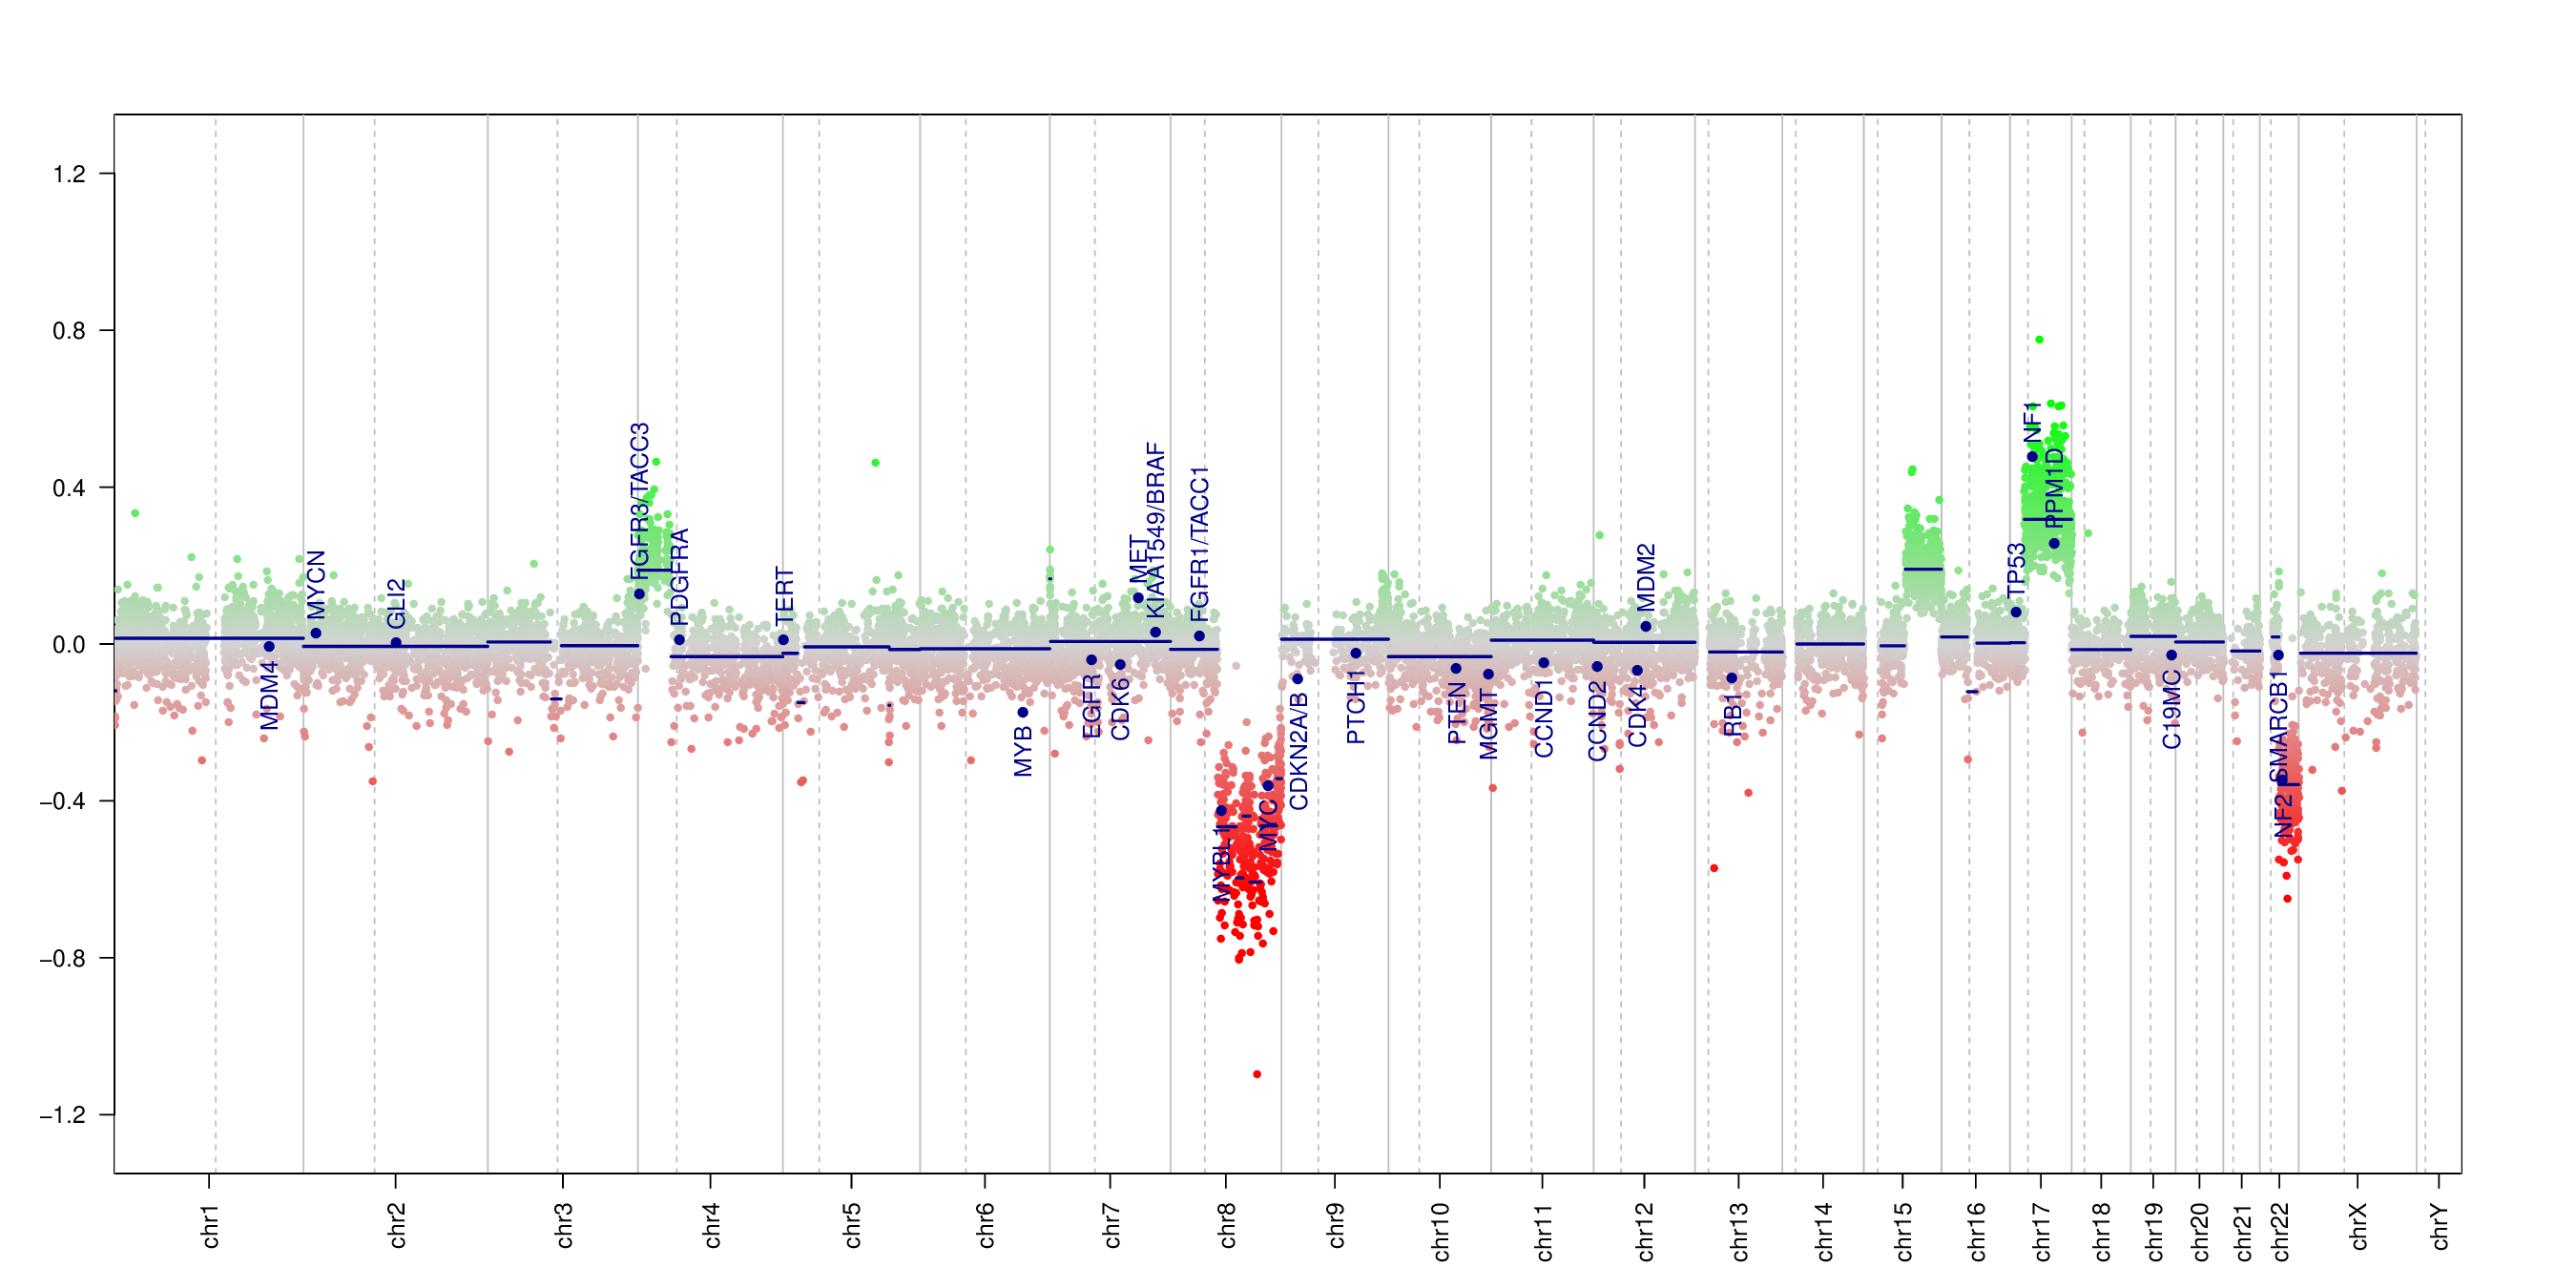 1.2
0.8
0.4
0.0
−0.4
−0.8
−1.2
MDM4
MYCN
GLI2
FGFR3/TACC3
PDGFRA
TERT
MYB
EGFR
CDK6
MET
KIAA1549/BRAF
FGFR1/TACC1
MYBL1
MYC
CDKN2A/B
PTCH1
PTEN
MGMT
CCND1
CCND2
CDK4
MDM2
RB1
TP53
NF1
PPM1D
C19MC
SMARCB1
NF2
chr1
chr2
chr3
chr4
chr5
chr6
chr7
chr8
chr9
chr10
chr11
chr12
chr13
chr14
chr15
chr16
chr17
chr18
chr19
chr20
chr21
chr22
chrX
chrY